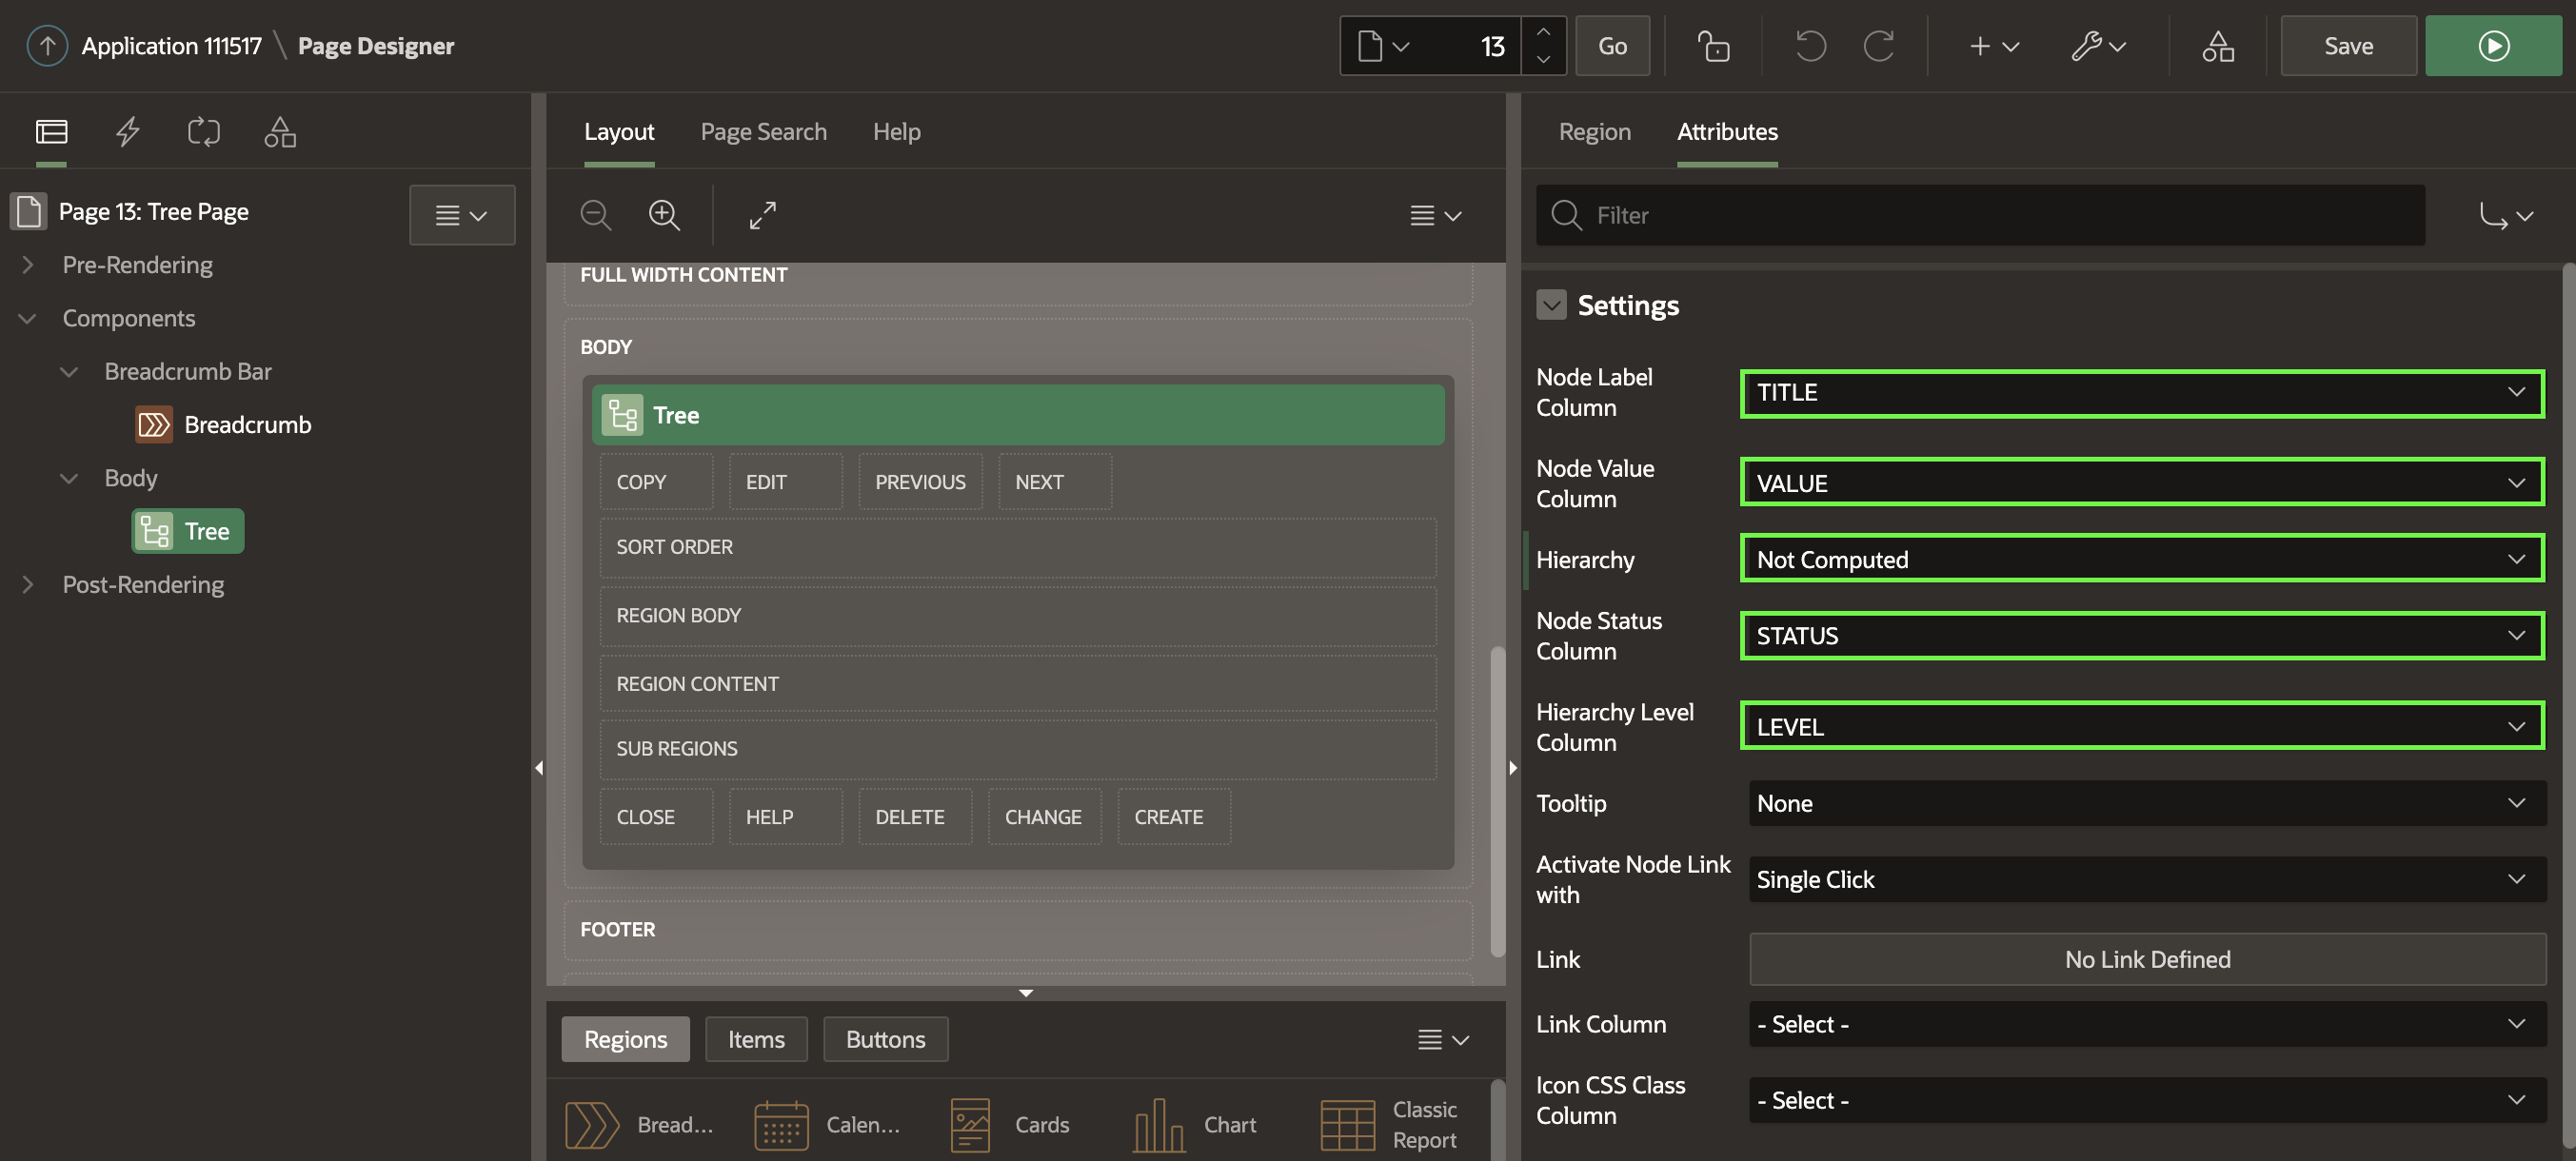 Application 111517 \ Page Designer
13
Go
Save
Page 13: Tree Page
Pre-Rendering
Components
Breadcrumb Bar
Breadcrumb
Body
Tree
Post-Rendering
Layout
Page Search
Help
FULL WIDTH CONTENT
BODY
Tree
COPY
EDIT
PREVIOUS
NEXT
SORT ORDER
REGION BODY
REGION CONTENT
SUB REGIONS
CLOSE
HELP
DELETE
CHANGE
CREATE
FOOTER
Regions
Items
Buttons
Bread...
Calen...
Cards
Chart
Classic
Report
Region
Attributes
Filter
Settings
Node Label
Column
TITLE
Node Value
Column
VALUE
Hierarchy
Not Computed
Node Status
Column
STATUS
Hierarchy Level
Column
LEVEL
Tooltip
None
Activate Node Link
with
Single Click
Link
No Link Defined
Link Column
- Select -
Icon CSS Class
Column
- Select -